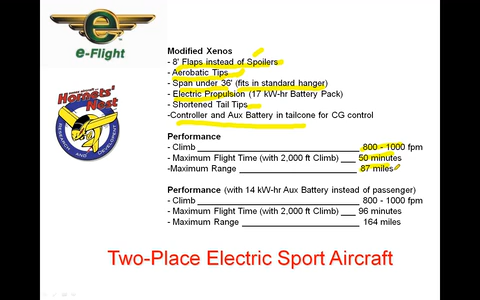 e-Flight
Hornets' Nest
RESEARCH AND DEVELOPMENT
Modified Xenos
- 8' Flaps instead of Spoilers
- Aerobatic Tips
- Span under 36' (fits in standard hanger)
- Electric Propulsion (17 kW-hr Battery Pack)
- Shortened Tail Tips
-Controller and Aux Battery in tailcone for CG control
Performance
- Climb 800 - 1000 fpm
- Maximum Flight Time (with 2,000 ft Climb) 50 minutes
-Maximum Range 87 miles
Performance (with 14 kW-hr Aux Battery instead of passenger)
- Climb 800 - 1000 fpm
- Maximum Flight Time (with 2,000 ft Climb) 96 minutes
- Maximum Range 164 miles
Two-Place Electric Sport Aircraft